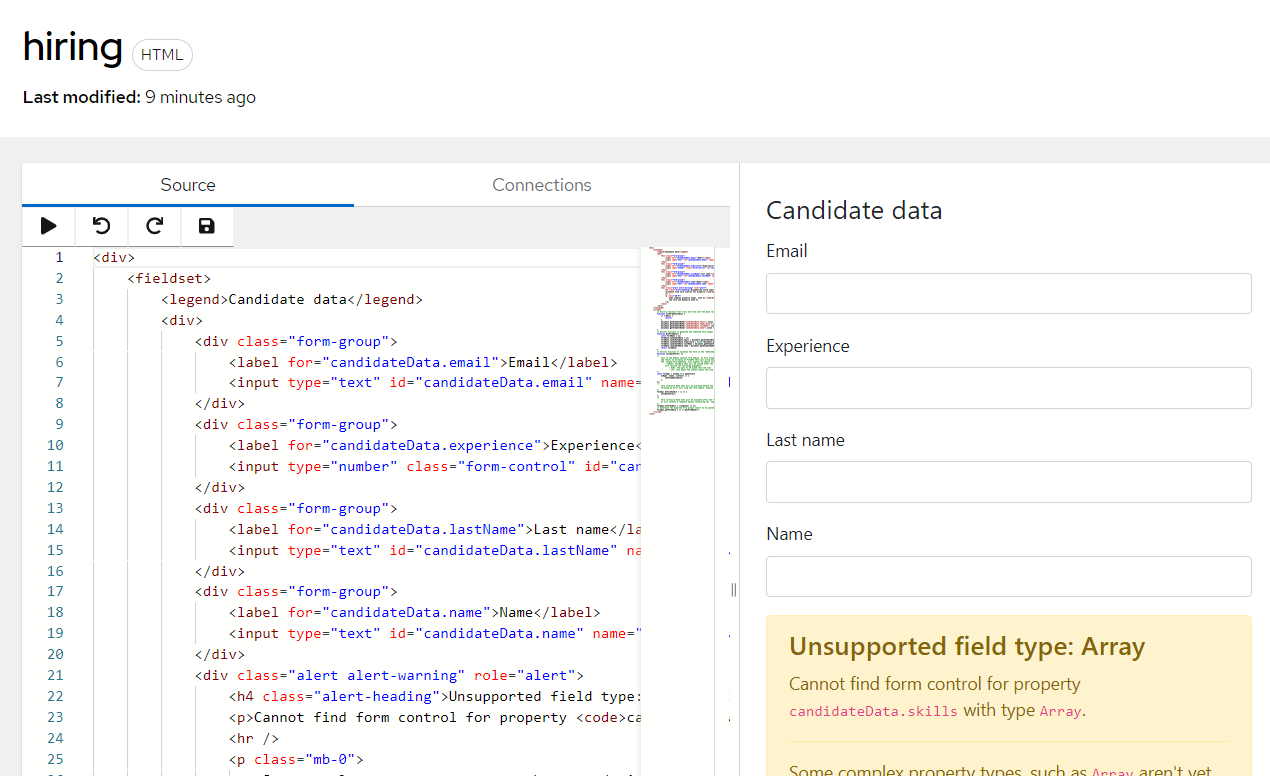 hiring HTML
Last modified: 9 minutes ago
Source Connections
1 <div>
2 <fieldset>
3 <legend>Candidate data</legend>
4 <div>
5 <div class="form-group">
6 <label for="candidateData.email">Email</label>
7 <input type="text" id="candidateData.email" name=
8 </div>
9 <div class="form-group">
10 <label for="candidateData.experience">Experience<
11 <input type="number" class="form-control" id="can
12 </div>
13 <div class="form-group">
14 <label for="candidateData.lastName">Last name</la
15 <input type="text" id="candidateData.lastName" na
16 </div>
17 <div class="form-group">
18 <label for="candidateData.name">Name</label>
19 <input type="text" id="candidateData.name" name="
20 </div>
21 <div class="alert alert-warning" role="alert">
22 <h4 class="alert-heading">Unsupported field type:
23 <p>Cannot find form control for property <code>ca
24 <hr />
25 <p class="mb-0">
Candidate data
Email
Experience
Last name
Name
Unsupported field type: Array
Cannot find form control for property
candidateData.skills with type Array.
Some complex property types, such as Array aren't yet